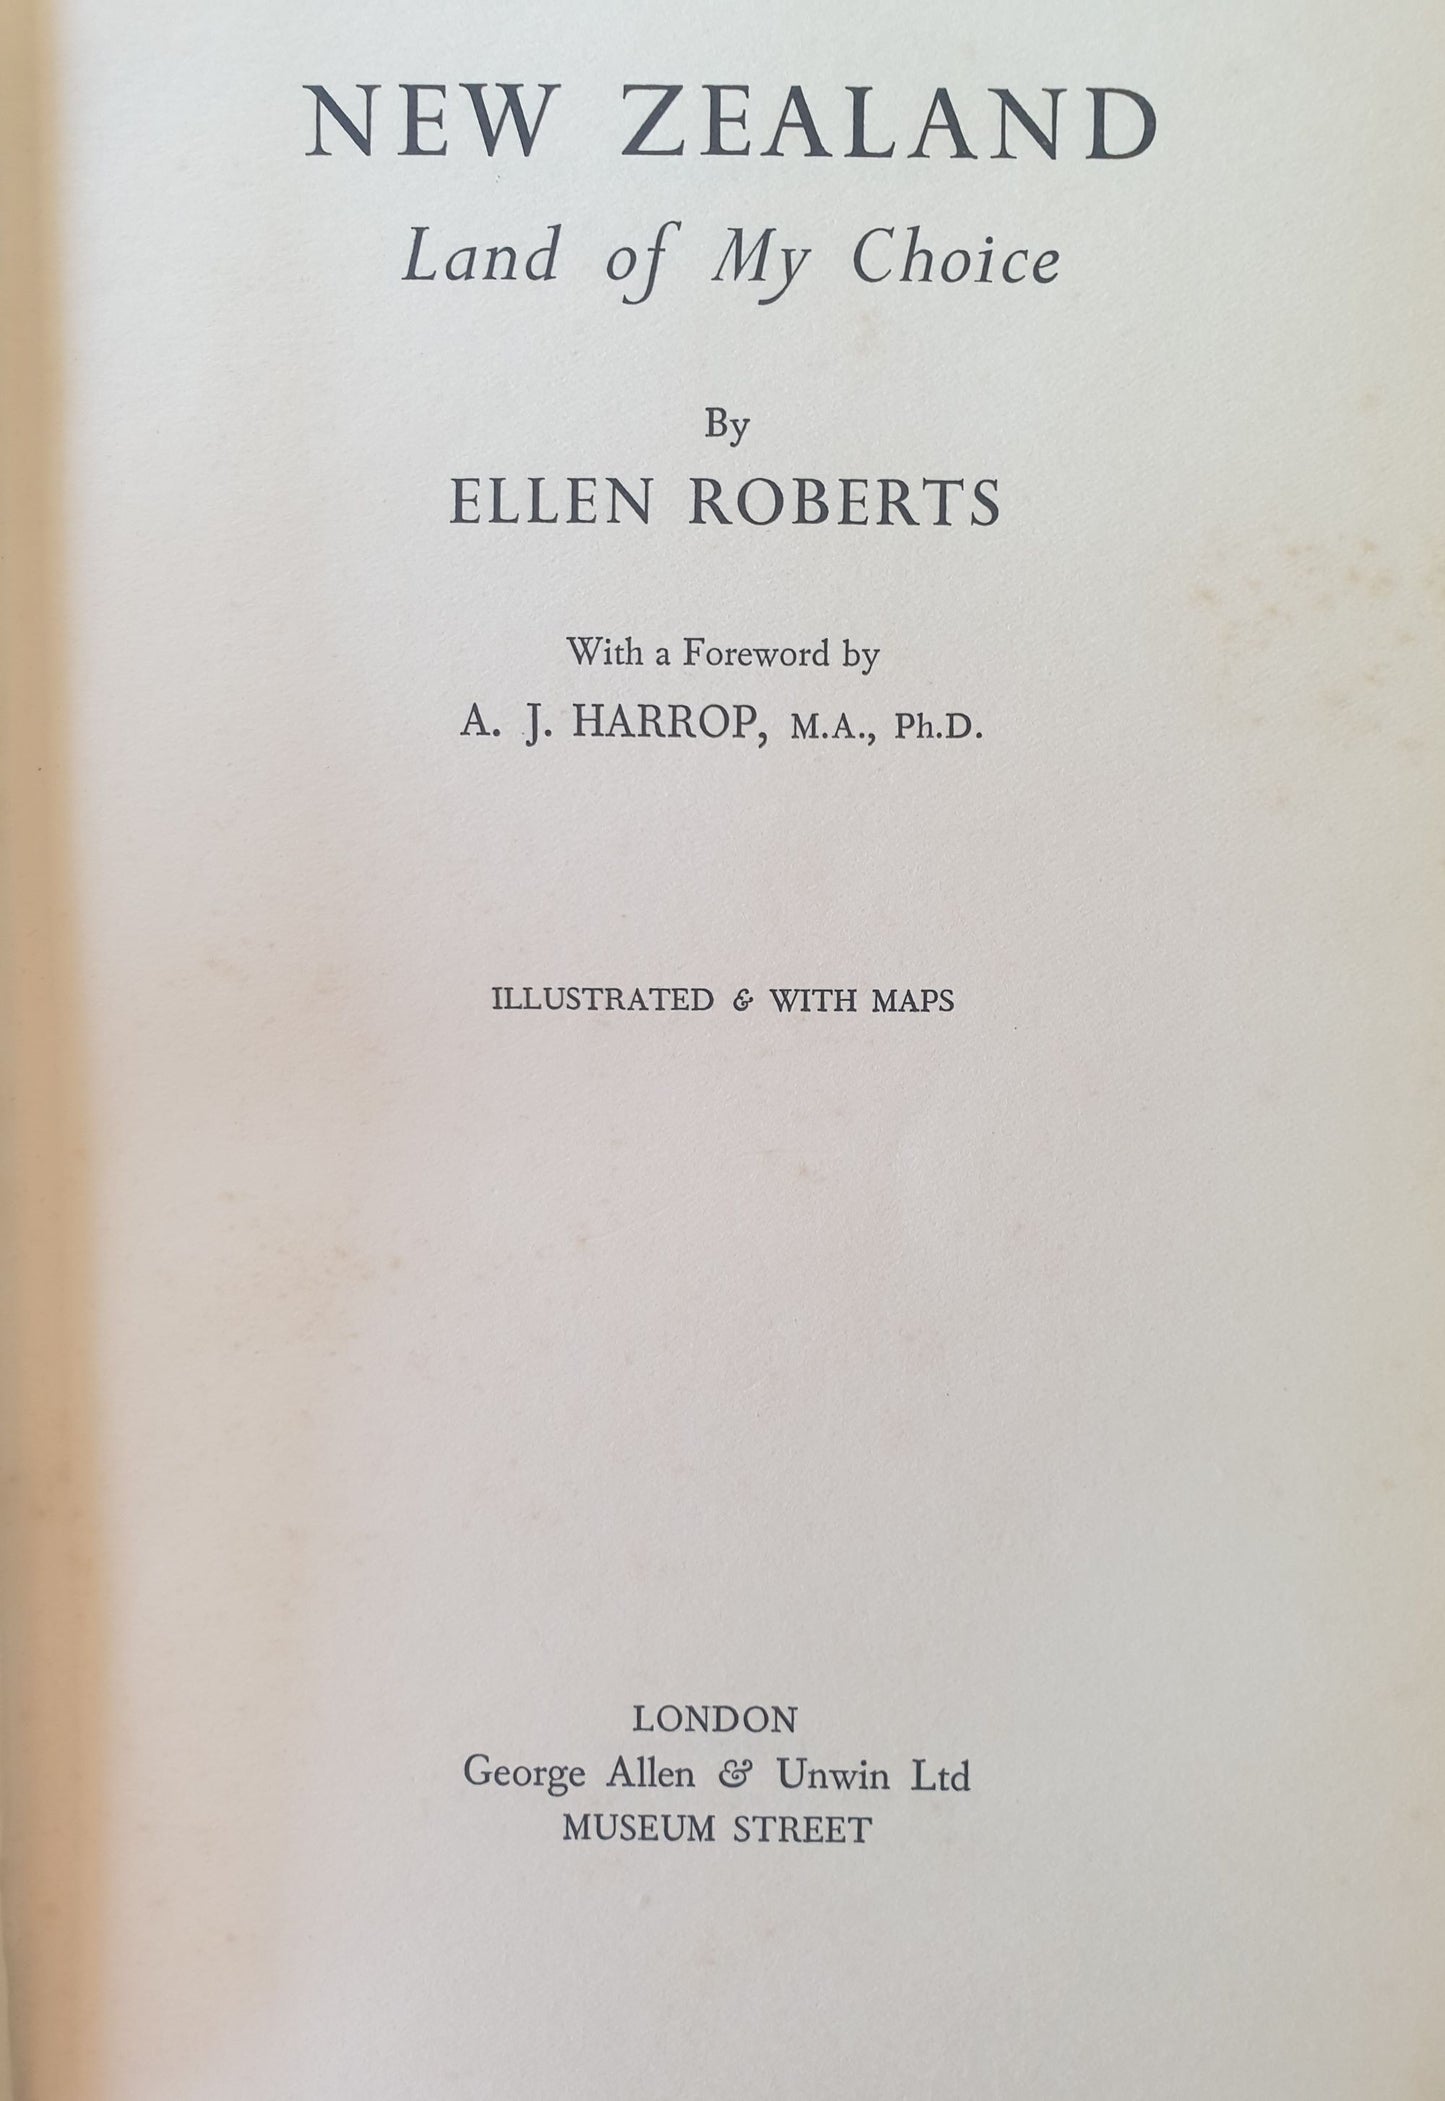 NEW ZEALAND
Land of My Choice
By
ELLEN ROBERTS
With a Foreword by
A. J. HARROP, M.A., Ph.D.
ILLUSTRATED & WITH MAPS
LONDON
George Allen & Unwin Ltd
MUSEUM STREET